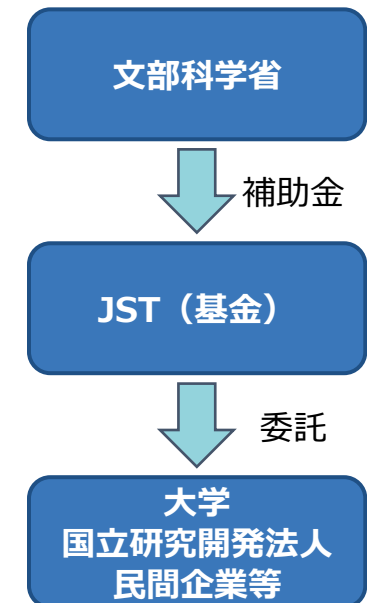 文部科学省
補助金
JST（基金）
委託
大学
国立研究開発法人
民間企業等